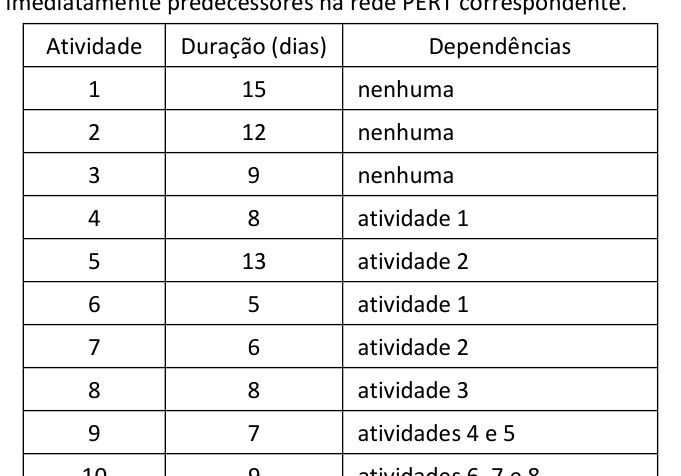 imediatamente predecessores na rede PERT correspondente.
Atividade Duração (dias) Dependências
1 15 nenhuma
2 12 nenhuma
3 9 nenhuma
4 8 atividade 1
5 13 atividade 2
6 5 atividade 1
7 6 atividade 2
8 8 atividade 3
9 7 atividades 4 e 5
10 9 atividades 6, 7 e 8